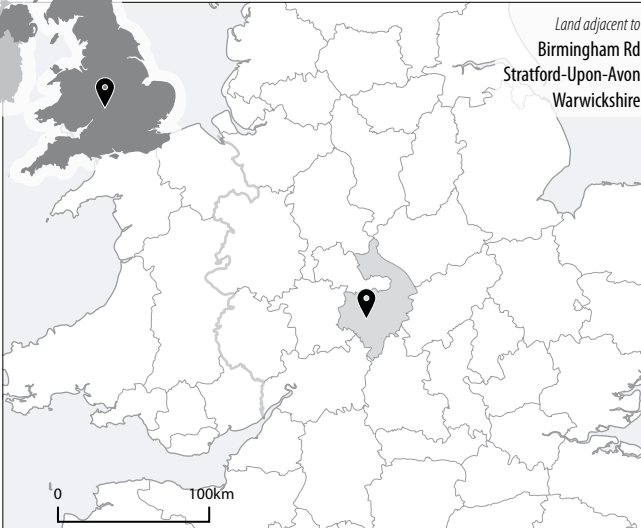 Land adjacent to
Birmingham Rd
Stratford-Upon-Avon
Warwickshire
0 100km